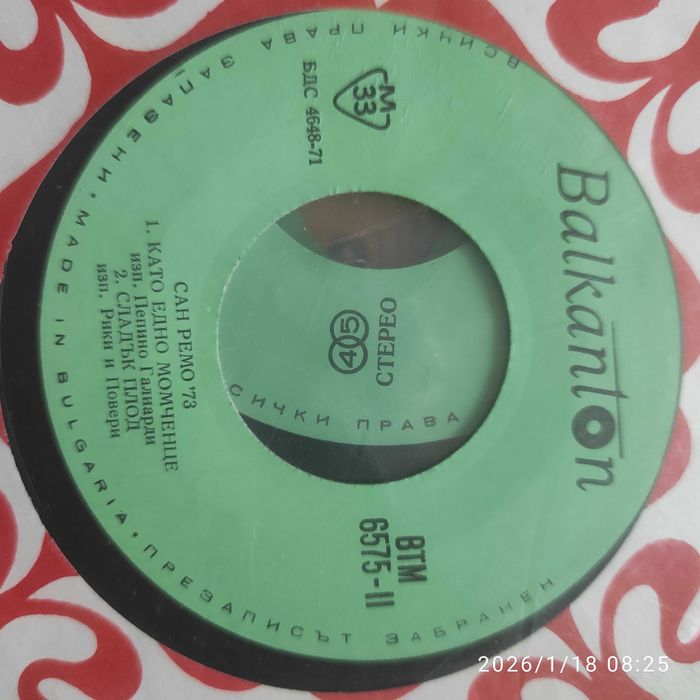 Balkanton
М 33
БДС 4648-71
ВТМ
6575-II
45
СТЕРЕО
САН РЕМО '73
1. КАТО ЕДНО МОМЧЕНЦЕ
изп. Пепино Галиарди
2. СЛАДЪК ПЛОД
изп. Рики и Повери
ВСИЧКИ ПРАВА ЗАПАЗЕНИ • MADE IN BULGARIA • ПРЕЗАПИСЪТ ЗАБРАНЕН
СИЧКИ ПРАВА
2026/1/18 08:25